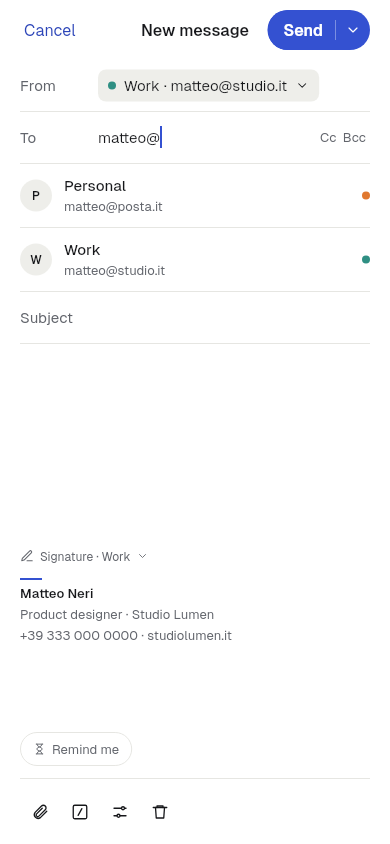 Cancel New message Send
From Work · matteo@studio.it
To matteo@ Cc Bcc
P Personal
matteo@posta.it
W Work
matteo@studio.it
Subject
Signature · Work
Matteo Neri
Product designer · Studio Lumen
+39 333 000 0000 · studiolumen.it
Remind me